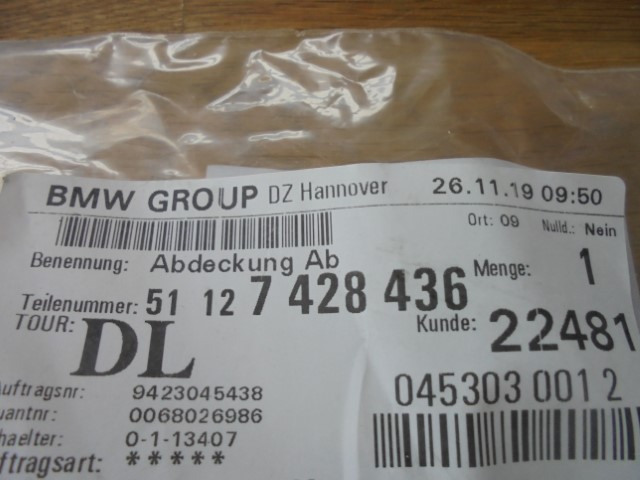 BMW GROUP DZ Hannover 26.11.19 09:50
Ort: 09 Nulld.: Nein
Benennung: Abdeckung Ab Menge: 1
Teilenummer: 51 12 7 428 436
TOUR: DL Kunde: 22481
uftragsnr: 9423045438 045303 001 2
uantnr: 0068026986
haelter: 0-1-13407
ftragsart: *****